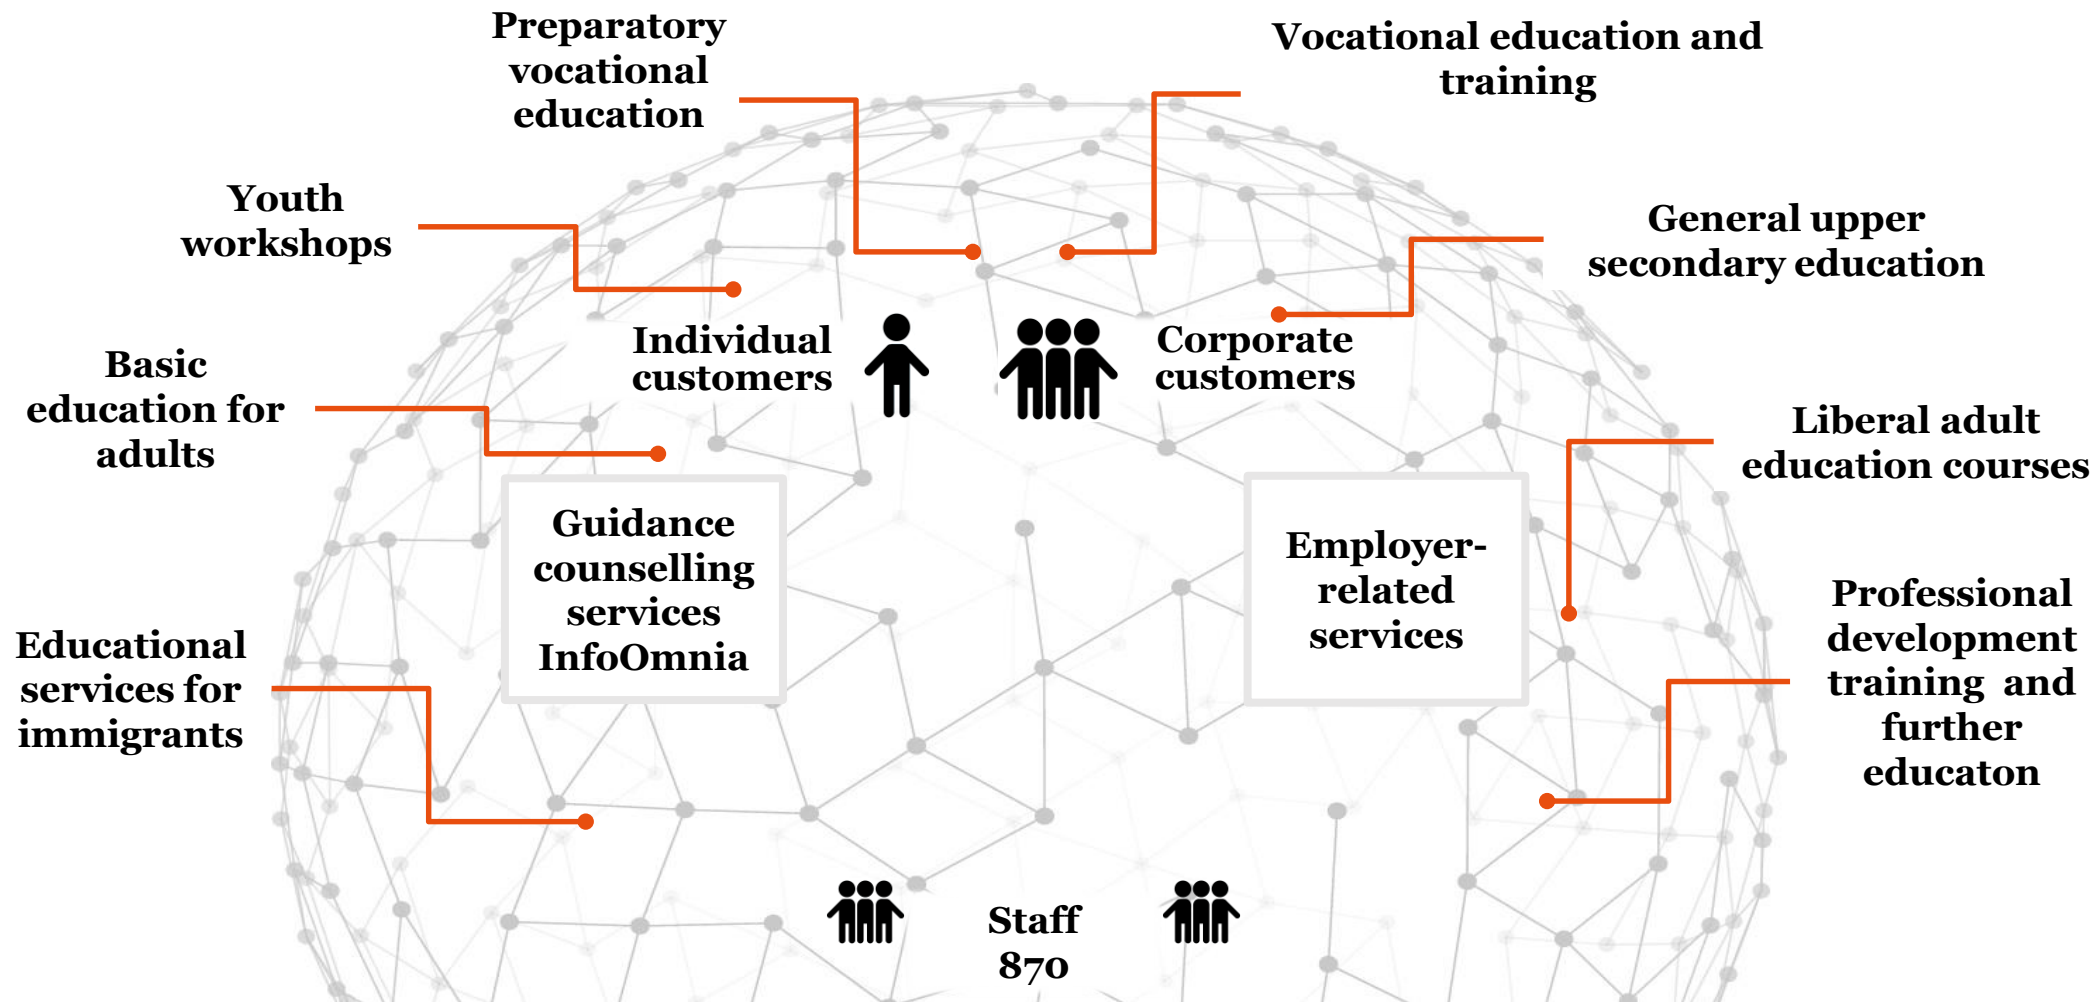 Preparatory
vocational
education
Vocational education and
training
Youth
workshops
General upper
secondary education
Individual
customers
Corporate
customers
Basic
education for
adults
Liberal adult
education courses
Guidance
counselling
services
InfoOmnia
Employer-
related
services
Educational
services for
immigrants
Professional
development
training  and
further
educaton
Staff
870